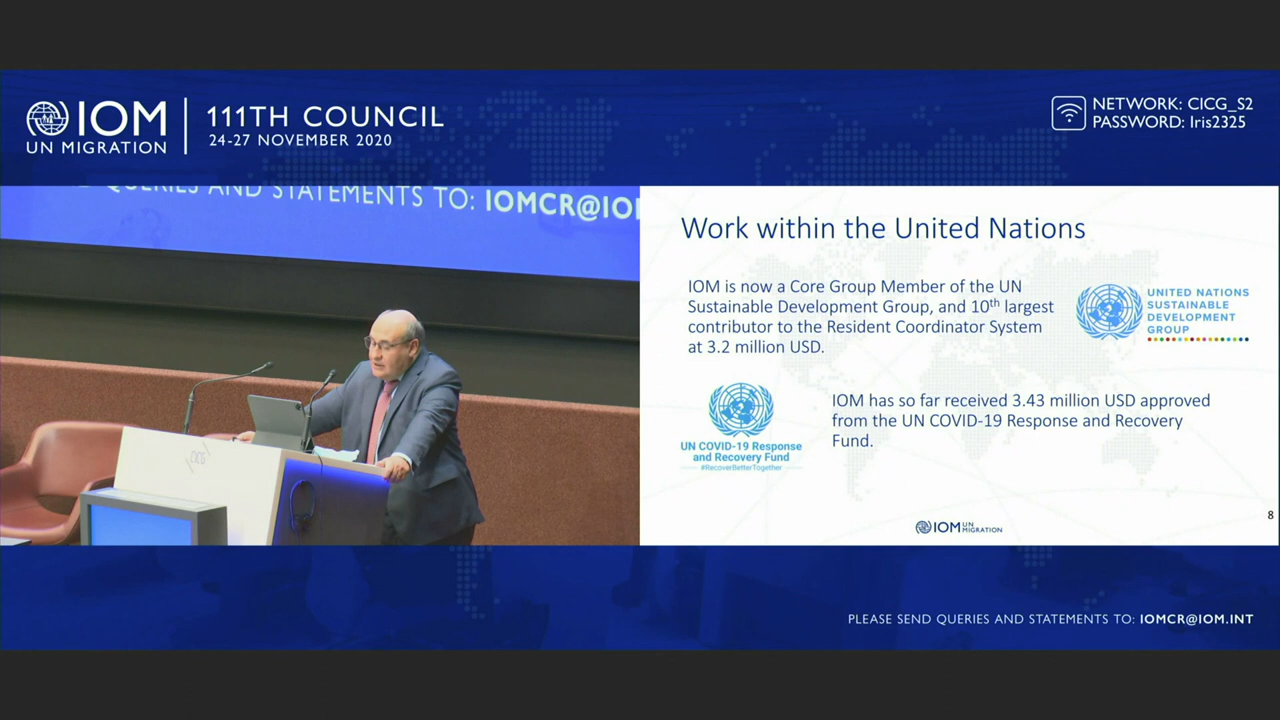 IOM
UN MIGRATION
111TH COUNCIL
24-27 NOVEMBER 2020
NETWORK: CICG_S2
PASSWORD: Iris2325
QUERIES AND STATEMENTS TO: IOMCR@IO
CICG
Work within the United Nations
IOM is now a Core Group Member of the UN
Sustainable Development Group, and 10th largest
contributor to the Resident Coordinator System
at 3.2 million USD.
UNITED NATIONS
SUSTAINABLE
DEVELOPMENT
GROUP
UN COVID-19 Response
and Recovery Fund
#RecoverBetterTogether
IOM has so far received 3.43 million USD approved
from the UN COVID-19 Response and Recovery
Fund.
8
IOM UN MIGRATION
PLEASE SEND QUERIES AND STATEMENTS TO: IOMCR@IOM.INT